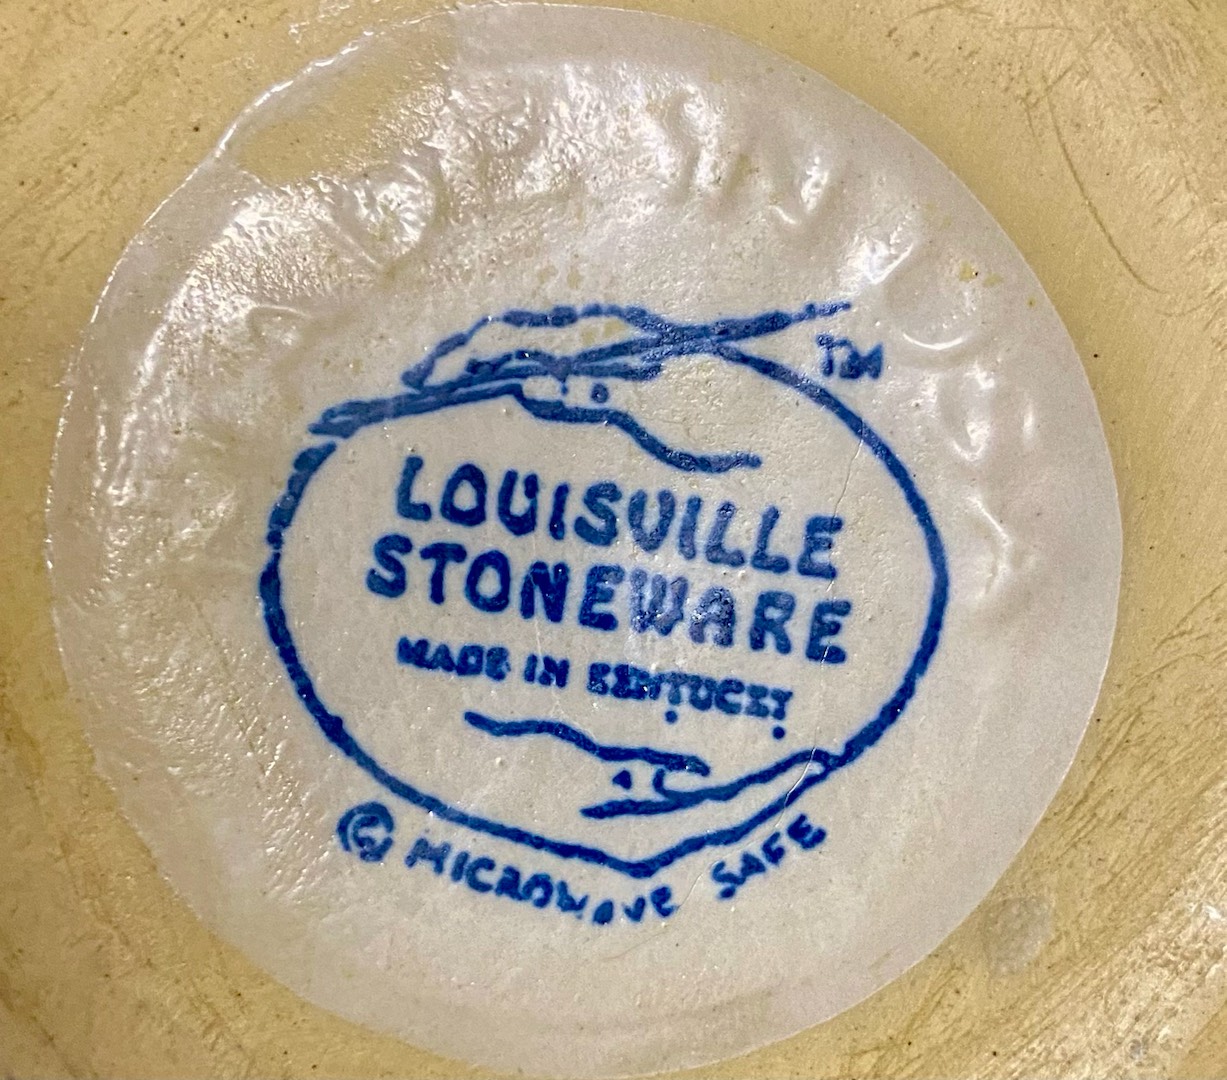 TM
LOUISVILLE
STONEWARE
MADE IN KENTUCKY
© MICROWAVE SAFE